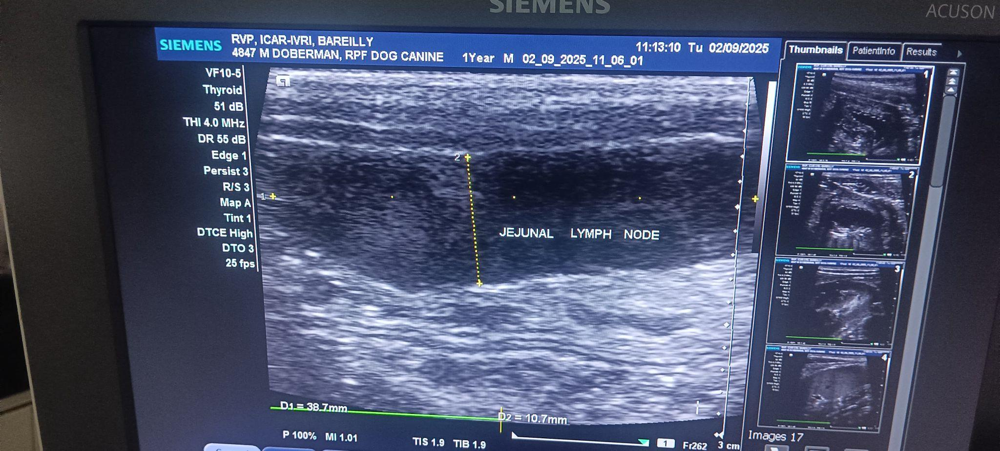 SIEMENS
ACUSON
SIEMENS
RVP, ICAR-IVRI, BAREILLY
4847 M DOBERMAN, RPF DOG CANINE 1Year M 02_09_2025_11_06_01
11:13:10 Tu 02/09/2025
Thumbnails PatientInfo Results
VF10-5
Thyroid
51 dB
THI 4.0 MHz
DR 55 dB
Edge 1
Persist 3
R/S 3
Map A
Tint 1
DTCE High
DTO 3
25 fps
2
1
JEJUNAL LYMPH NODE
D1 = 38.7mm
D2 = 10.7mm
P 100% MI 1.01
TIS 1.9 TIB 1.9
1 Fr262 3 cm
1
2
3
4
Images 17